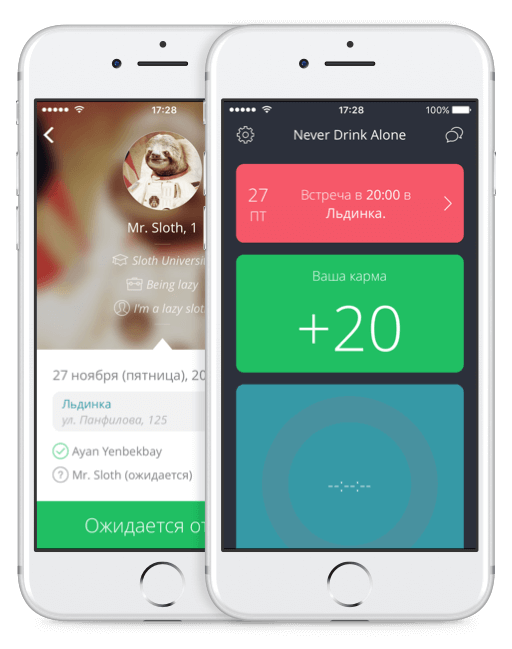 17:28
Mr. Sloth, 1
Sloth Universi
Being lazy
I'm a lazy slot
27 ноября (пятница), 20
Льдинка
ул. Панфилова, 125
Ayan Yenbekbay
? Mr. Sloth (ожидается)
Ожидается от
17:28 100%
Never Drink Alone
27
ПТ
Встреча в 20:00 в
Льдинка.
Ваша карма
+20
--:--:--